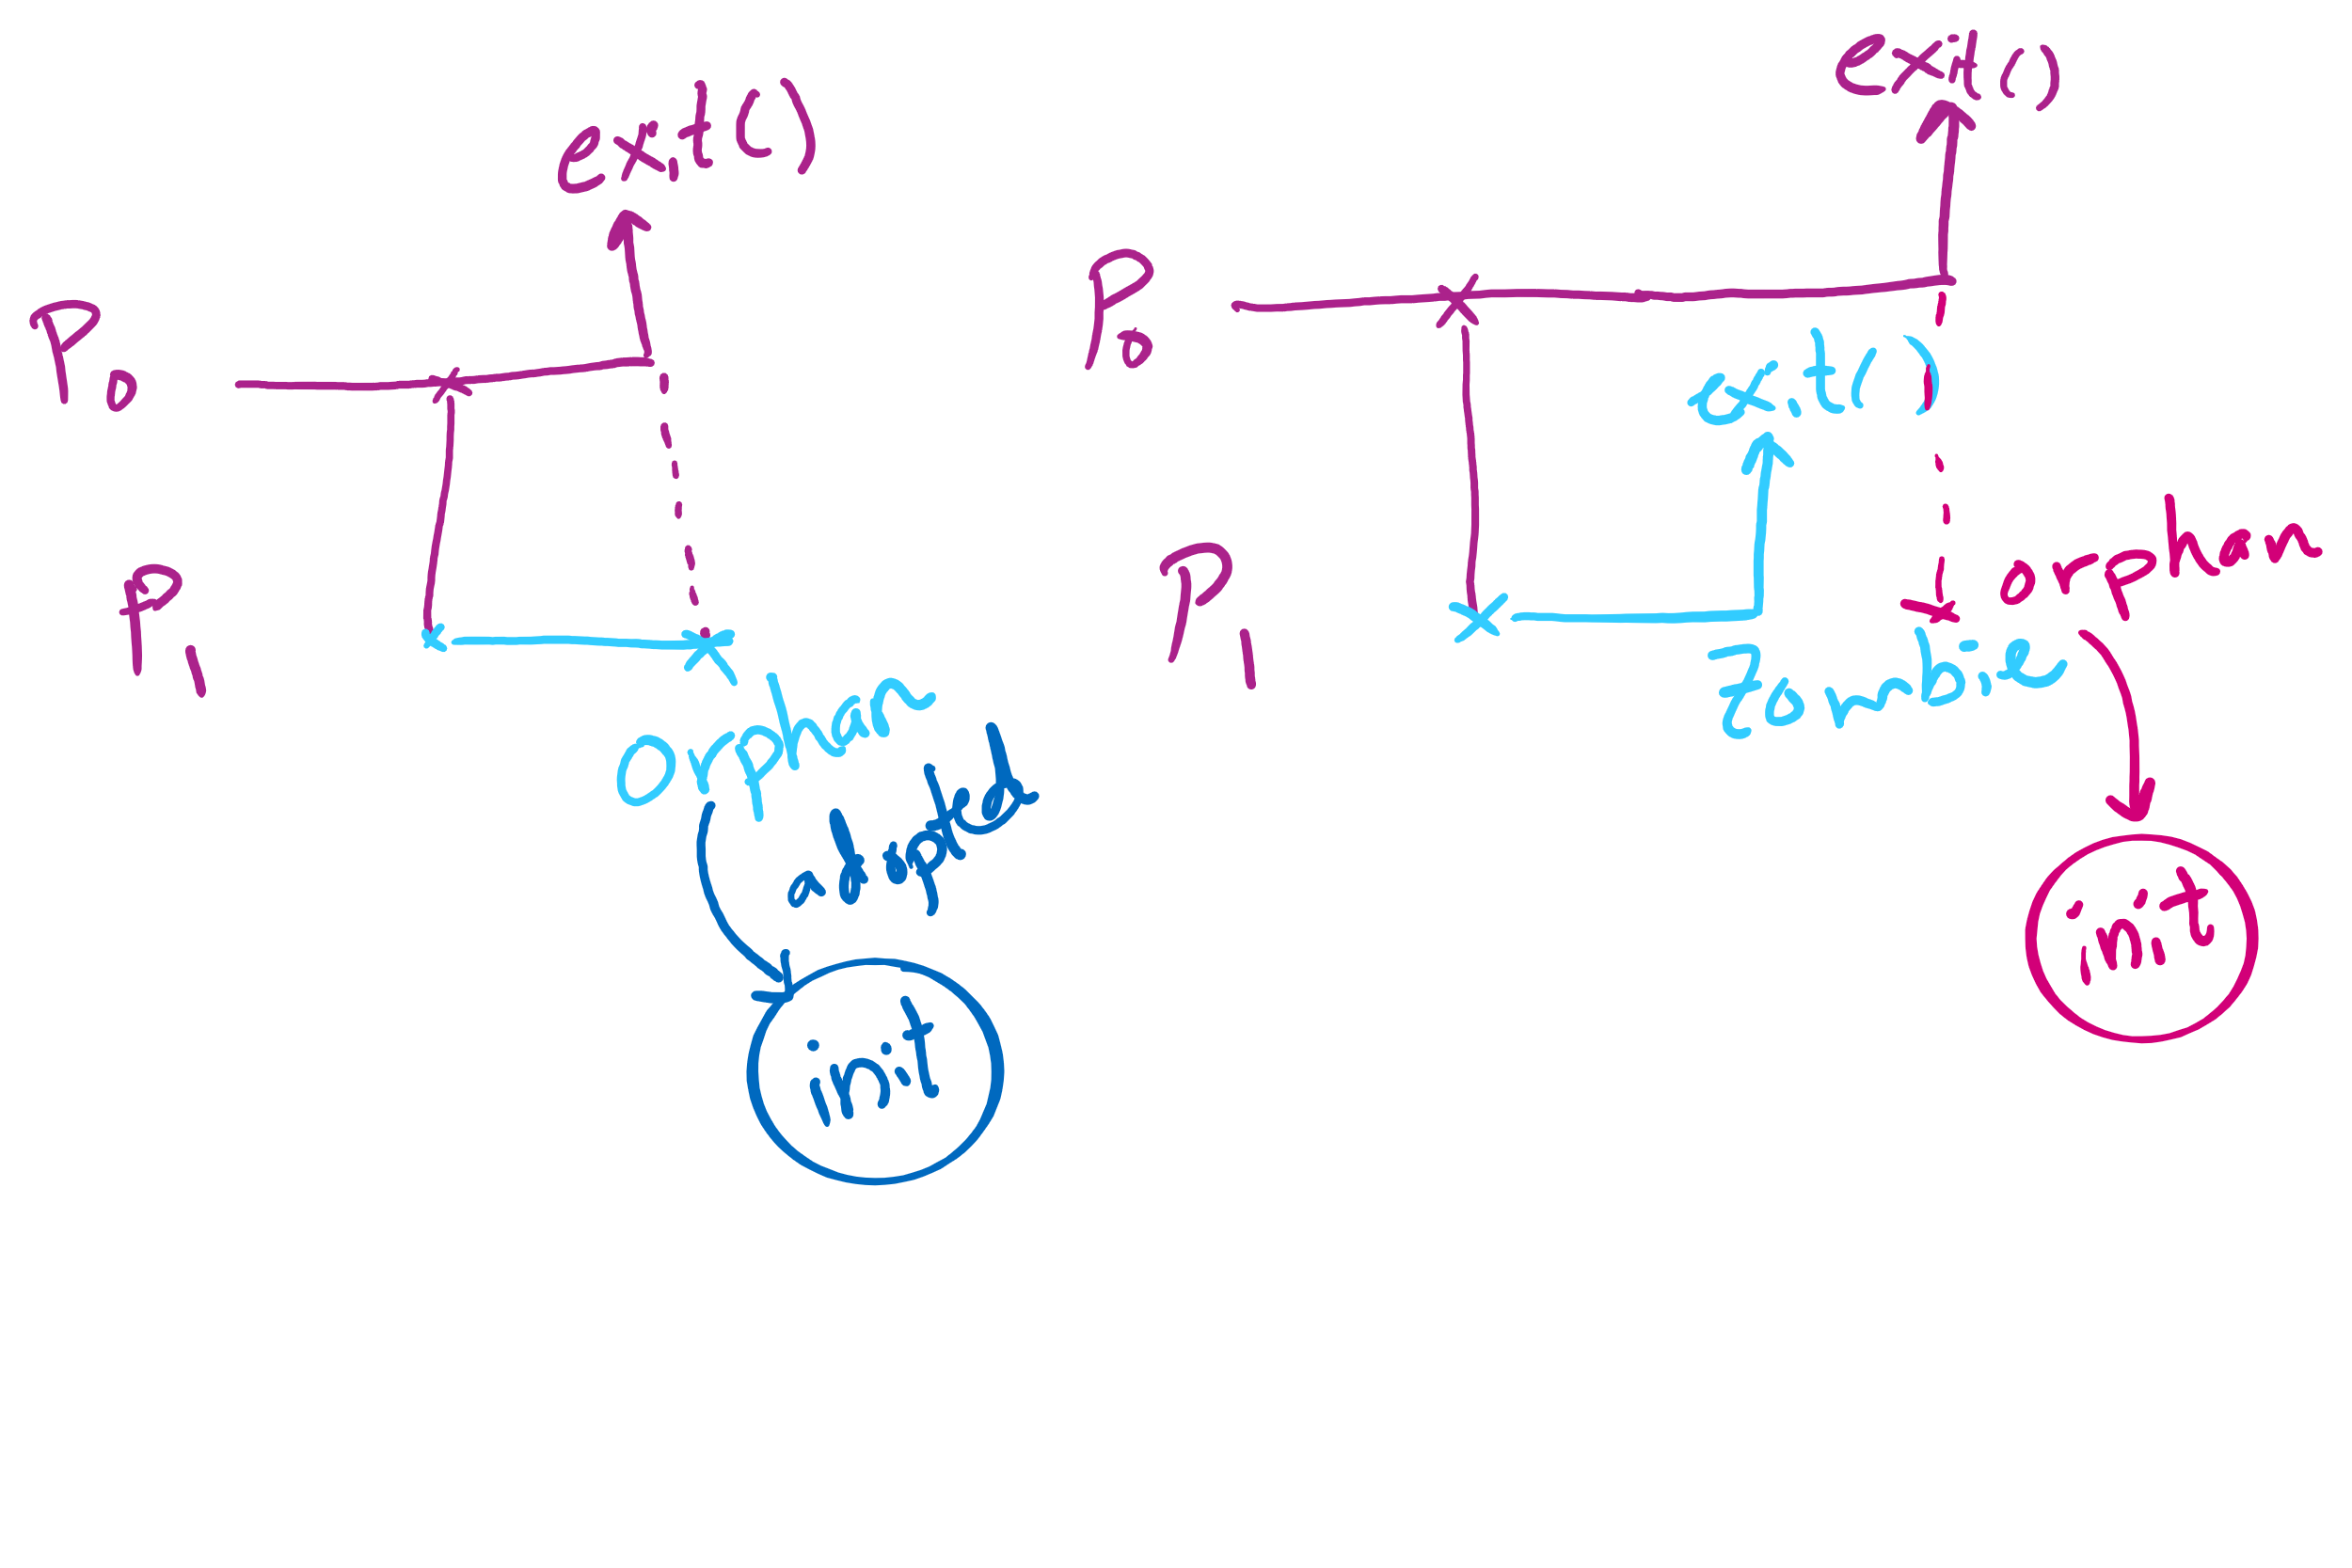 exit()
P0
P1
orphan
adopted
init
exit()
P0
exit()
P1
orphan
zombie
init